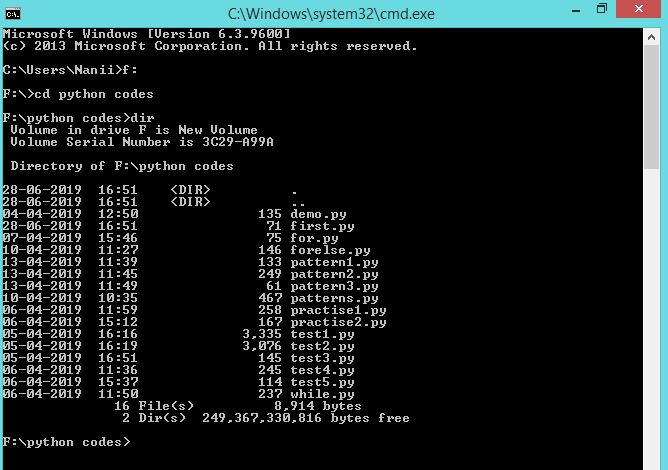 C:\Windows\system32\cmd.exe
Microsoft Windows [Version 6.3.9600]
(c) 2013 Microsoft Corporation. All rights reserved.
C:\Users\Nanii>f:
F:\>cd python codes
F:\python codes>dir
 Volume in drive F is New Volume
 Volume Serial Number is 3C29-A99A
 Directory of F:\python codes
28-06-2019  16:51    <DIR>          .
28-06-2019  16:51    <DIR>          ..
04-04-2019  12:50               135 demo.py
28-06-2019  16:51                71 first.py
07-04-2019  15:46                75 for.py
10-04-2019  11:27               146 forelse.py
13-04-2019  11:39               133 pattern1.py
13-04-2019  11:45               249 pattern2.py
13-04-2019  11:49                61 pattern3.py
10-04-2019  10:35               467 patterns.py
06-04-2019  11:59               258 practise1.py
06-04-2019  15:12               167 practise2.py
05-04-2019  16:16             3,335 test1.py
05-04-2019  16:19             3,076 test2.py
05-04-2019  16:51               145 test3.py
06-04-2019  11:36               245 test4.py
06-04-2019  15:37               114 test5.py
06-04-2019  11:50               237 while.py
              16 File(s)          8,914 bytes
               2 Dir(s)  249,367,330,816 bytes free
F:\python codes>